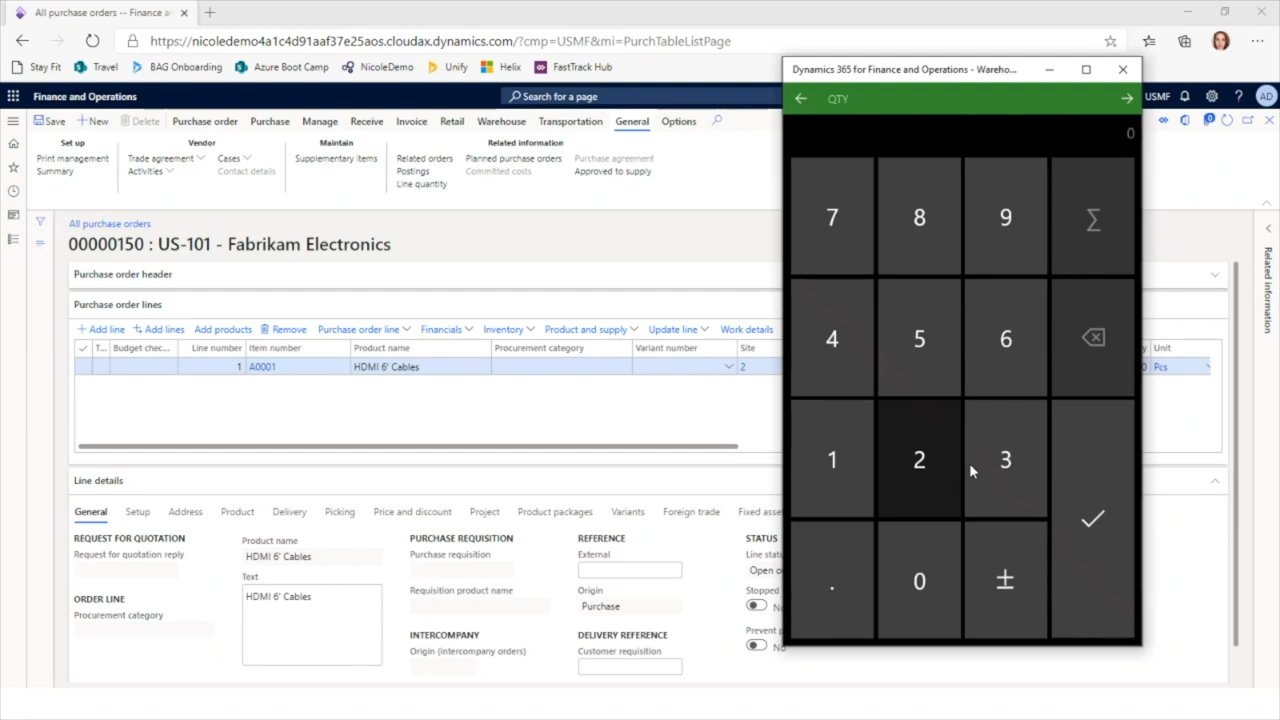 All purchase orders -- Finance a
https://nicoledemo4a1c4d91aaf37e25aos.cloudax.dynamics.com/?cmp=USMF&mi=PurchTableListPage
Stay Fit Travel BAG Onboarding Azure Boot Camp NicoleDemo Unify Helix FastTrack Hub
Finance and Operations Search for a page USMF ? AD
Save New Delete Purchase order Purchase Manage Receive Invoice Retail Warehouse Transportation General Options
Set up Vendor Maintain Related information
Print management Trade agreement Cases Supplementary items Related orders Planned purchase orders Purchase agreement
Summary Activities Contact details Postings Committed costs Approved to supply
Line quantity
All purchase orders
00000150 : US-101 - Fabrikam Electronics
Purchase order header
Purchase order lines
Add line Add lines Add products Remove Purchase order line Financials Inventory Product and supply Update line Work details
T... Budget chec... Line number Item number Product name Procurement category Variant number Site Unit
1 A0001 HDMI 6' Cables 2 0 Pcs
Line details
General Setup Address Product Delivery Picking Price and discount Project Product packages Variants Foreign trade Fixed asse
REQUEST FOR QUOTATION
Request for quotation reply
ORDER LINE
Procurement category
Product name
HDMI 6' Cables
Text
HDMI 6' Cables
PURCHASE REQUISITION
Purchase requisition
Requisition product name
INTERCOMPANY
Origin (intercompany orders)
REFERENCE
External
Origin
Purchase
DELIVERY REFERENCE
Customer requisition
STATUS
Line statu
Open o
Stopped
No
Prevent p
No
Related information
Dynamics 365 for Finance and Operations - Wareho...
QTY
0
7 8 9 ∑
4 5 6
1 2 3
. 0 ±